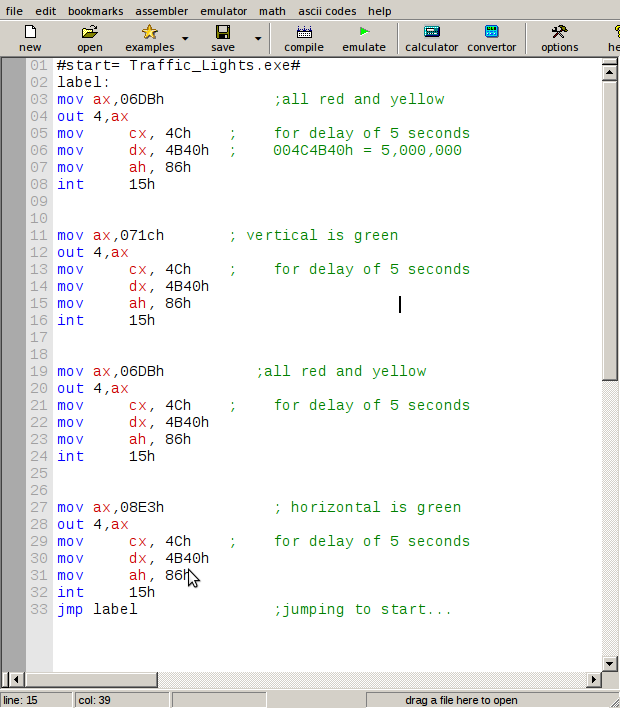 file edit bookmarks assembler emulator math ascii codes help
new open examples save compile emulate calculator convertor options
01 #start= Traffic_Lights.exe#
02 label:
03 mov ax,06DBh ;all red and yellow
04 out 4,ax
05 mov cx, 4Ch ; for delay of 5 seconds
06 mov dx, 4B40h ; 004C4B40h = 5,000,000
07 mov ah, 86h
08 int 15h
09
10
11 mov ax,071ch ; vertical is green
12 out 4,ax
13 mov cx, 4Ch ; for delay of 5 seconds
14 mov dx, 4B40h
15 mov ah, 86h
16 int 15h
17
18
19 mov ax,06DBh ;all red and yellow
20 out 4,ax
21 mov cx, 4Ch ; for delay of 5 seconds
22 mov dx, 4B40h
23 mov ah, 86h
24 int 15h
25
26
27 mov ax,08E3h ; horizontal is green
28 out 4,ax
29 mov cx, 4Ch ; for delay of 5 seconds
30 mov dx, 4B40h
31 mov ah, 86h
32 int 15h
33 jmp label ;jumping to start...
line: 15 col: 39 drag a file here to open